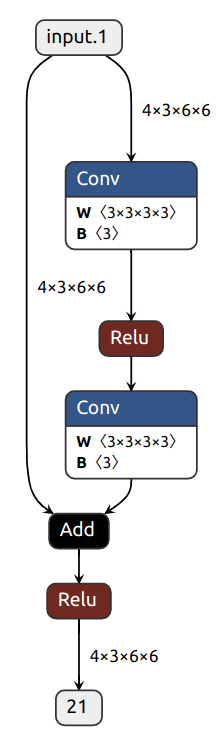 input.1
4×3×6×6
Conv
W ⟨3×3×3×3⟩
B ⟨3⟩
4×3×6×6
Relu
Conv
W ⟨3×3×3×3⟩
B ⟨3⟩
Add
Relu
4×3×6×6
21